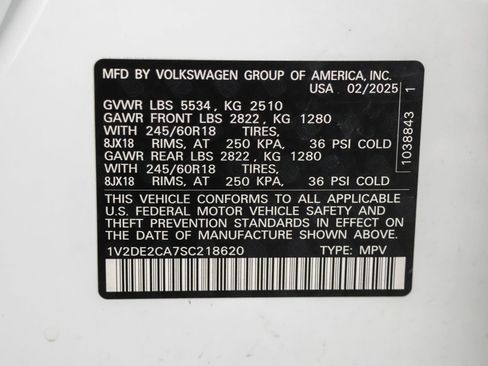 MFD BY VOLKSWAGEN GROUP OF AMERICA, INC.
USA 02/2025
GVWR LBS 5534, KG 2510
GAWR FRONT LBS 2822, KG 1280
WITH 245/60R18 TIRES,
8JX18 RIMS, AT 250 KPA, 36 PSI COLD
GAWR REAR LBS 2822, KG 1280
WITH 245/60R18 TIRES,
8JX18 RIMS, AT 250 KPA, 36 PSI COLD
THIS VEHICLE CONFORMS TO ALL APPLICABLE
U.S. FEDERAL MOTOR VEHICLE SAFETY AND
THEFT PREVENTION STANDARDS IN EFFECT ON
THE DATE OF MANUFACTURE SHOWN ABOVE.
1V2DE2CA7SC218620 TYPE: MPV
1038843 1